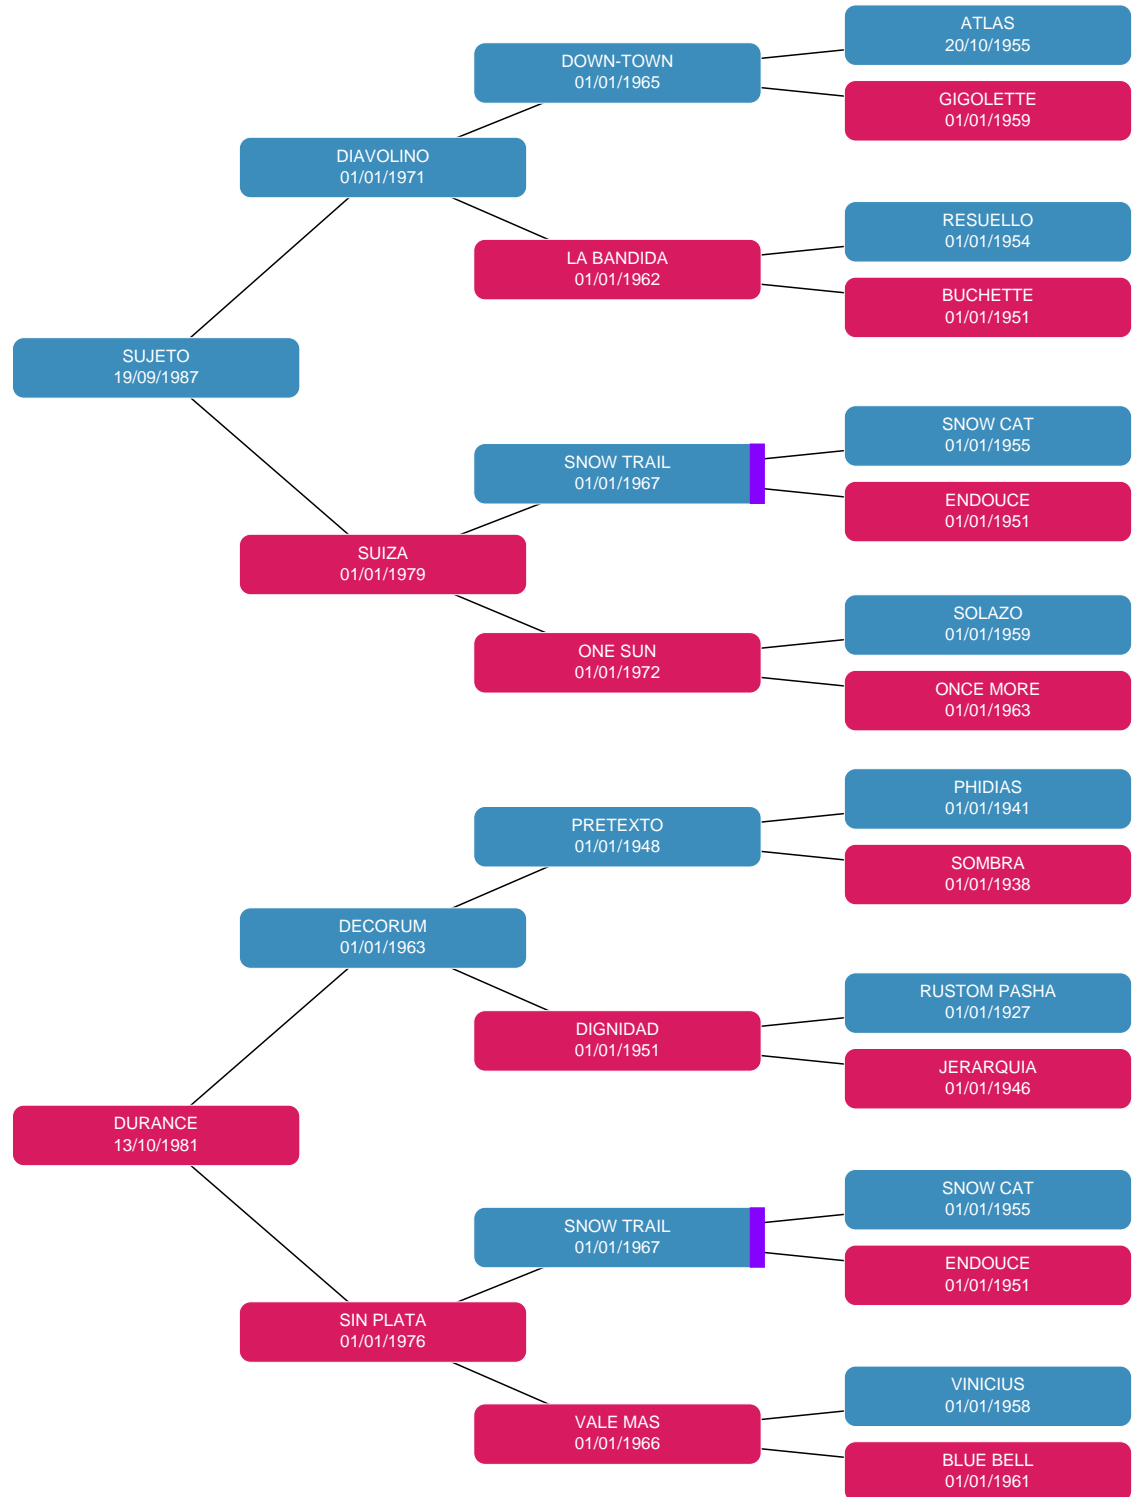 ATLAS
20/10/1955
DOWN-TOWN
01/01/1965
GIGOLETTE
01/01/1959
DIAVOLINO
01/01/1971
RESUELLO
01/01/1954
LA BANDIDA
01/01/1962
BUCHETTE
01/01/1951
SUJETO
19/09/1987
SNOW CAT
01/01/1955
SNOW TRAIL
01/01/1967
ENDOUCE
01/01/1951
SUIZA
01/01/1979
SOLAZO
01/01/1959
ONE SUN
01/01/1972
ONCE MORE
01/01/1963
PHIDIAS
01/01/1941
PRETEXTO
01/01/1948
SOMBRA
01/01/1938
DECORUM
01/01/1963
RUSTOM PASHA
01/01/1927
DIGNIDAD
01/01/1951
JERARQUIA
01/01/1946
DURANCE
13/10/1981
SNOW CAT
01/01/1955
SNOW TRAIL
01/01/1967
ENDOUCE
01/01/1951
SIN PLATA
01/01/1976
VINICIUS
01/01/1958
VALE MAS
01/01/1966
BLUE BELL
01/01/1961